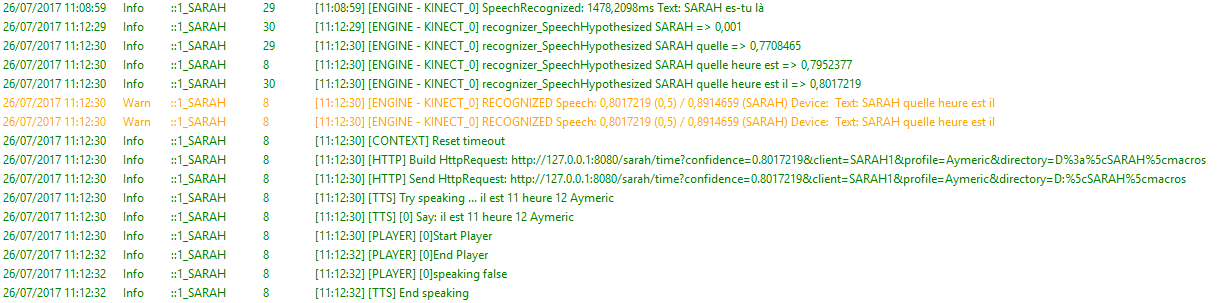 26/07/2017 11:08:59 Info ::1_SARAH 29 [11:08:59] [ENGINE - KINECT_0] SpeechRecognized: 1478,2098ms Text: SARAH es-tu là
26/07/2017 11:12:29 Info ::1_SARAH 30 [11:12:29] [ENGINE - KINECT_0] recognizer_SpeechHypothesized SARAH => 0,001
26/07/2017 11:12:30 Info ::1_SARAH 29 [11:12:30] [ENGINE - KINECT_0] recognizer_SpeechHypothesized SARAH quelle => 0,7708465
26/07/2017 11:12:30 Info ::1_SARAH 8 [11:12:30] [ENGINE - KINECT_0] recognizer_SpeechHypothesized SARAH quelle heure est => 0,7952377
26/07/2017 11:12:30 Info ::1_SARAH 30 [11:12:30] [ENGINE - KINECT_0] recognizer_SpeechHypothesized SARAH quelle heure est il => 0,8017219
26/07/2017 11:12:30 Warn ::1_SARAH 8 [11:12:30] [ENGINE - KINECT_0] RECOGNIZED Speech: 0,8017219 (0,5) / 0,8914659 (SARAH) Device:  Text: SARAH quelle heure est il
26/07/2017 11:12:30 Warn ::1_SARAH 8 [11:12:30] [ENGINE - KINECT_0] RECOGNIZED Speech: 0,8017219 (0,5) / 0,8914659 (SARAH) Device:  Text: SARAH quelle heure est il
26/07/2017 11:12:30 Info ::1_SARAH 8 [11:12:30] [CONTEXT] Reset timeout
26/07/2017 11:12:30 Info ::1_SARAH 8 [11:12:30] [HTTP] Build HttpRequest: http://127.0.0.1:8080/sarah/time?confidence=0.8017219&client=SARAH1&profile=Aymeric&directory=D%3a%5cSARAH%5cmacros
26/07/2017 11:12:30 Info ::1_SARAH 8 [11:12:30] [HTTP] Send HttpRequest: http://127.0.0.1:8080/sarah/time?confidence=0.8017219&client=SARAH1&profile=Aymeric&directory=D:%5cSARAH%5cmacros
26/07/2017 11:12:30 Info ::1_SARAH 8 [11:12:30] [TTS] Try speaking ... il est 11 heure 12 Aymeric
26/07/2017 11:12:30 Info ::1_SARAH 8 [11:12:30] [TTS] [0] Say: il est 11 heure 12 Aymeric
26/07/2017 11:12:30 Info ::1_SARAH 8 [11:12:30] [PLAYER] [0]Start Player
26/07/2017 11:12:32 Info ::1_SARAH 8 [11:12:32] [PLAYER] [0]End Player
26/07/2017 11:12:32 Info ::1_SARAH 8 [11:12:32] [PLAYER] [0]speaking false
26/07/2017 11:12:32 Info ::1_SARAH 8 [11:12:32] [TTS] End speaking